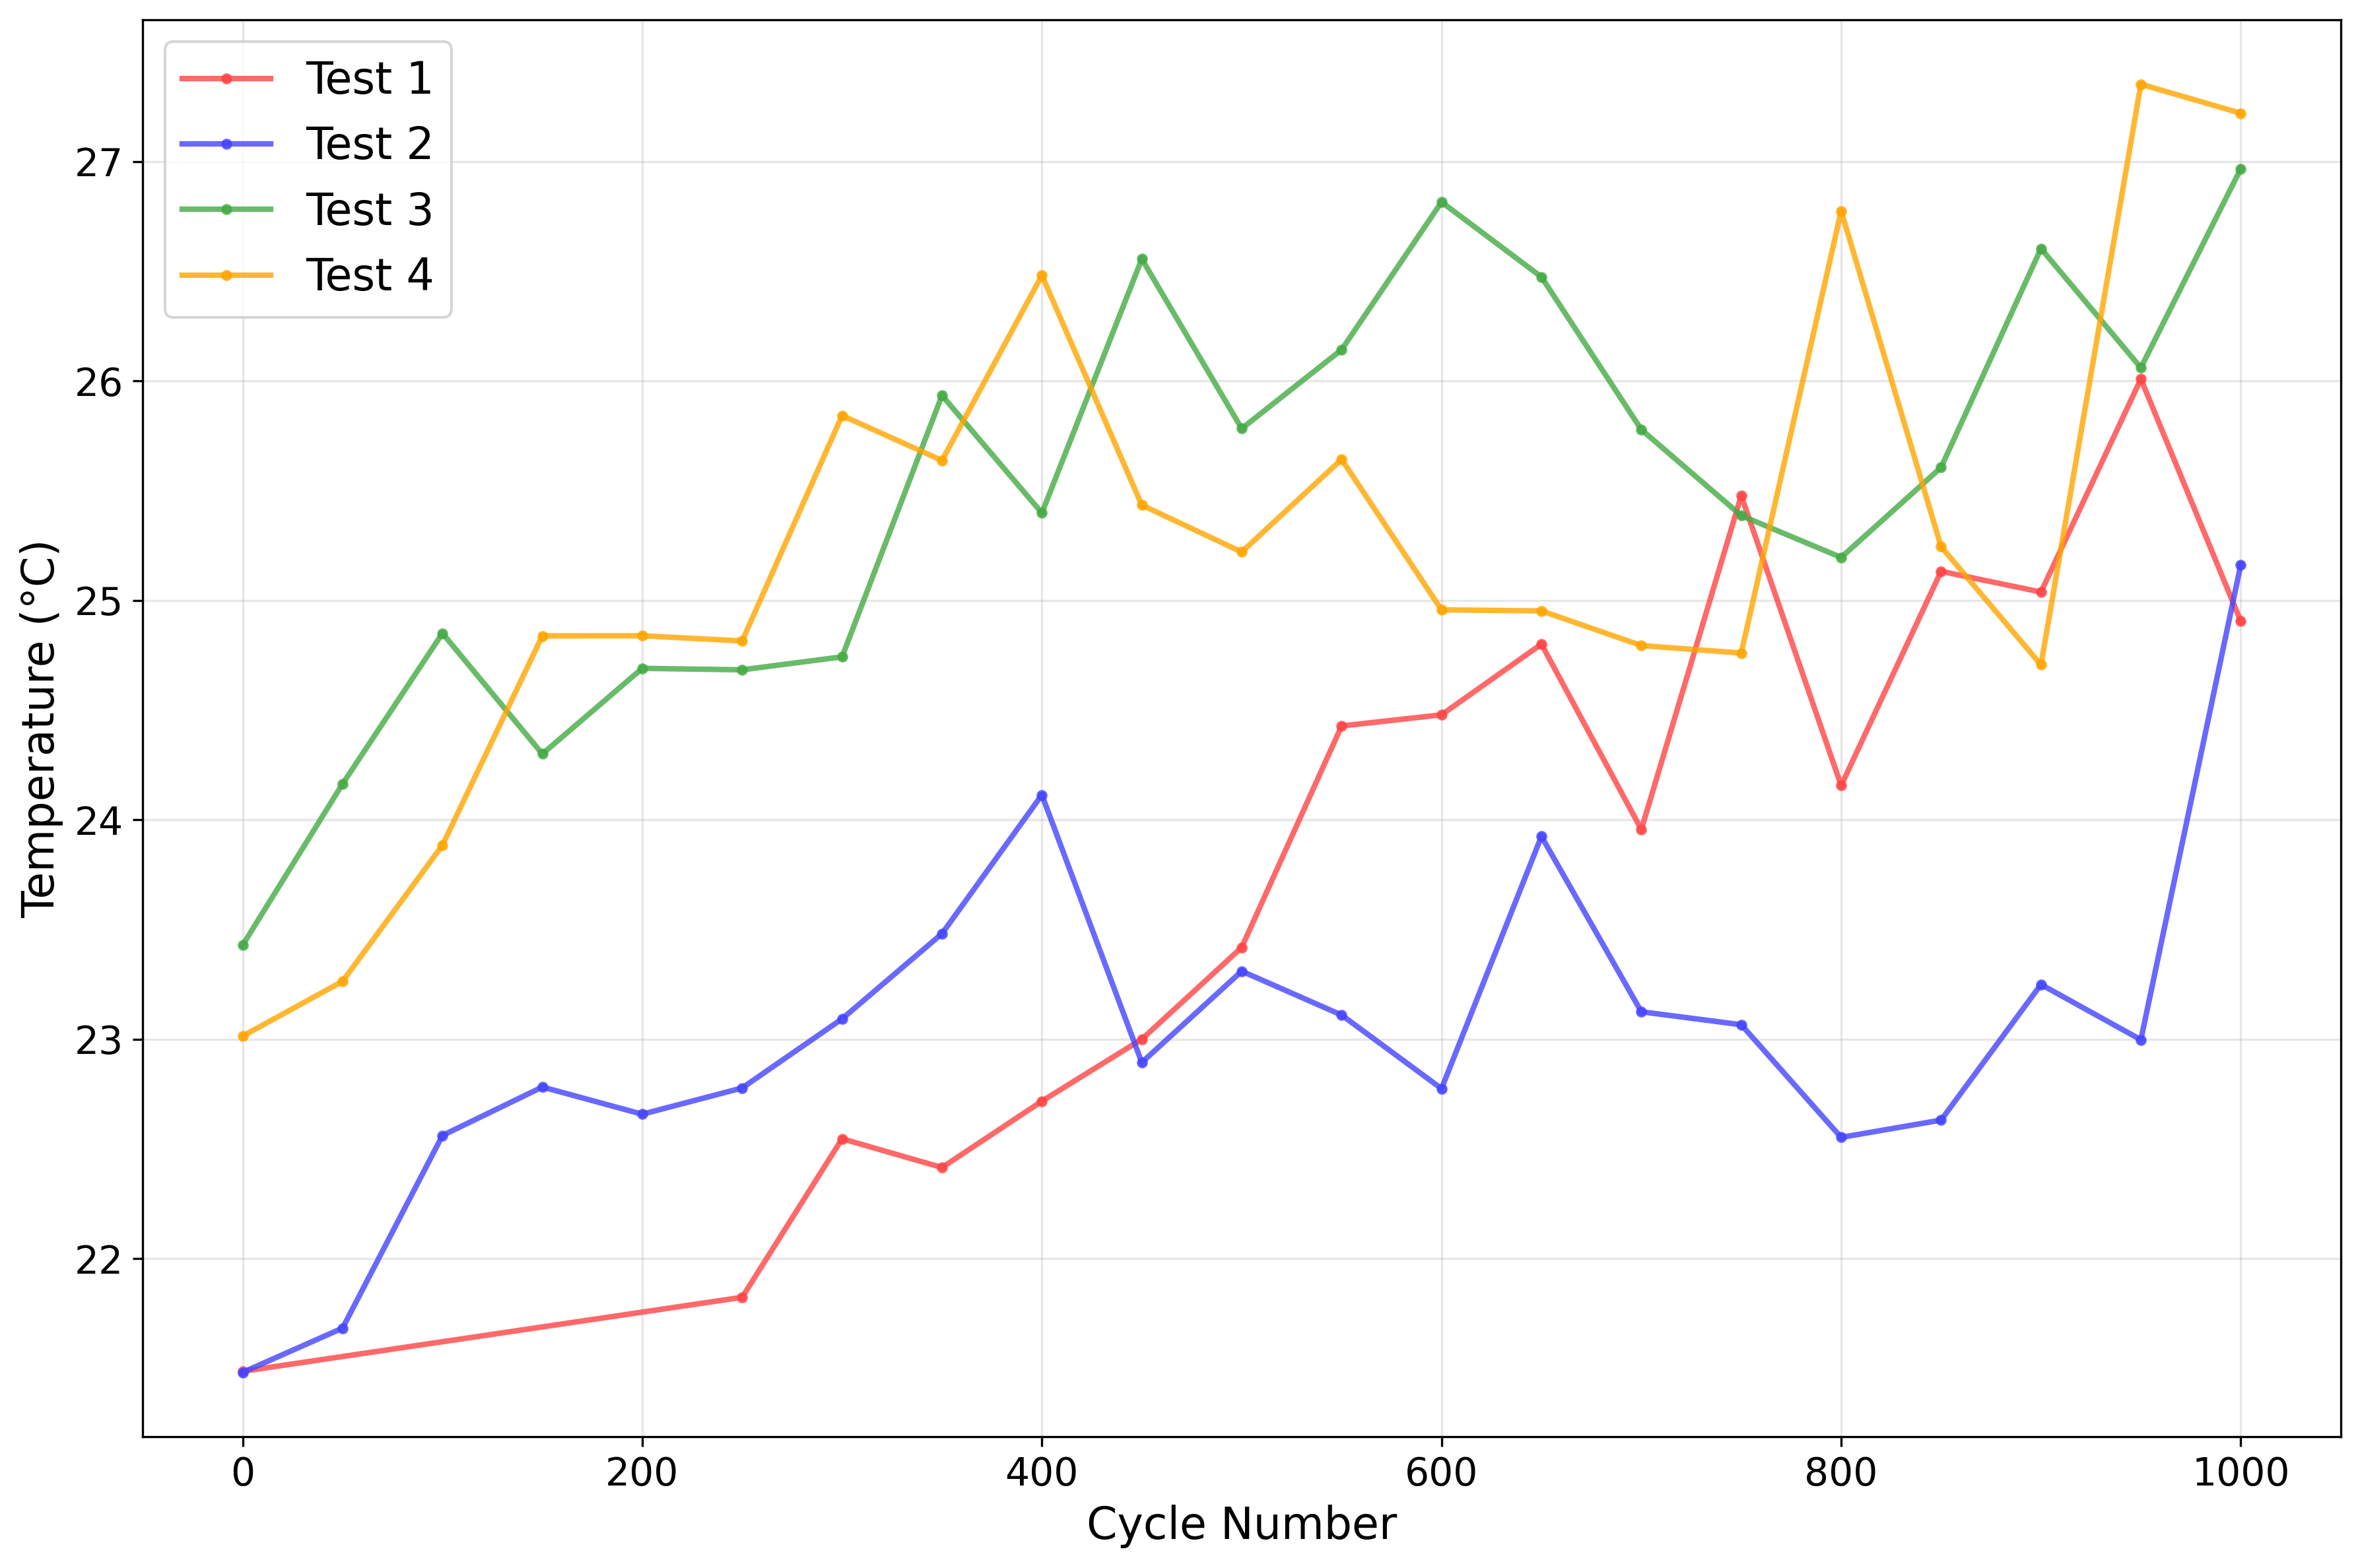 Test 1
Test 2
Test 3
Test 4
Temperature (°C)
27
26
25
24
23
22
0 200 400 600 800 1000
Cycle Number